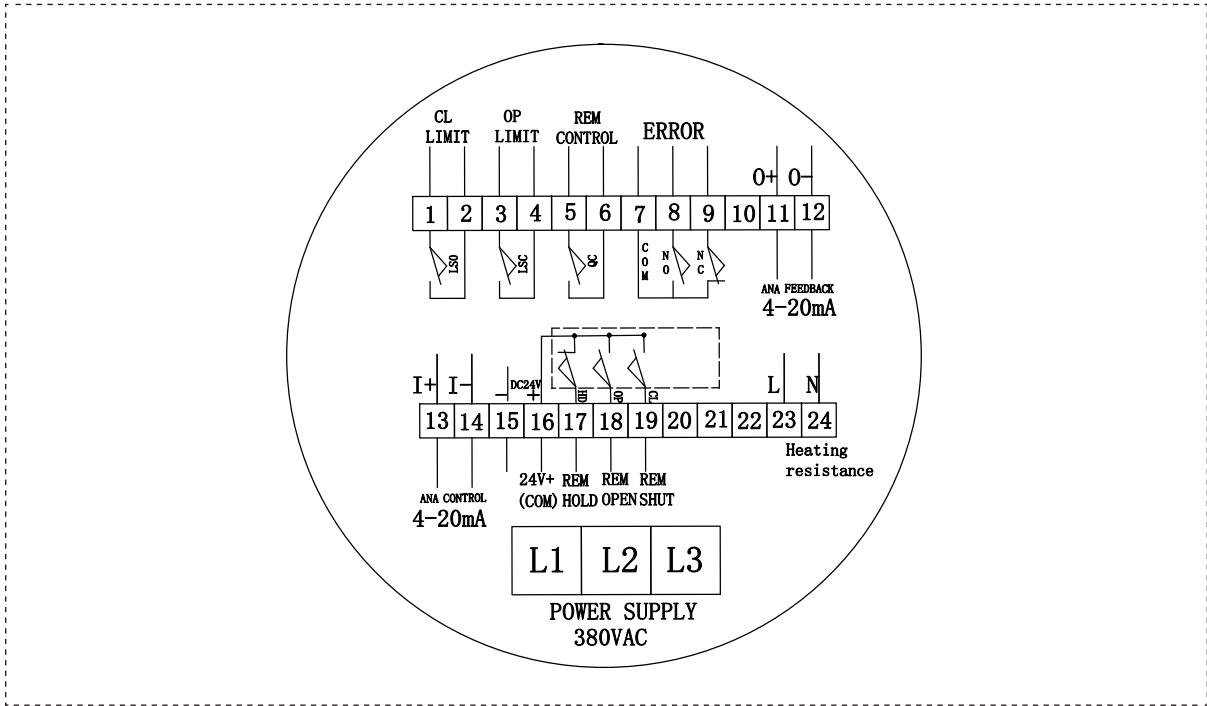 CL LIMIT
OP LIMIT
REM CONTROL
ERROR
O+ O-
1 2 3 4 5 6 7 8 9 10 11 12
LSO
LSC
QC
COM
NO
NC
ANA FEEDBACK
4-20mA
I+ I-
- DC24V +
HD
OP
CL
L N
13 14 15 16 17 18 19 20 21 22 23 24
Heating
resistance
24V+ REM REM REM
(COM) HOLD OPEN SHUT
ANA CONTROL
4-20mA
L1 L2 L3
POWER SUPPLY
380VAC